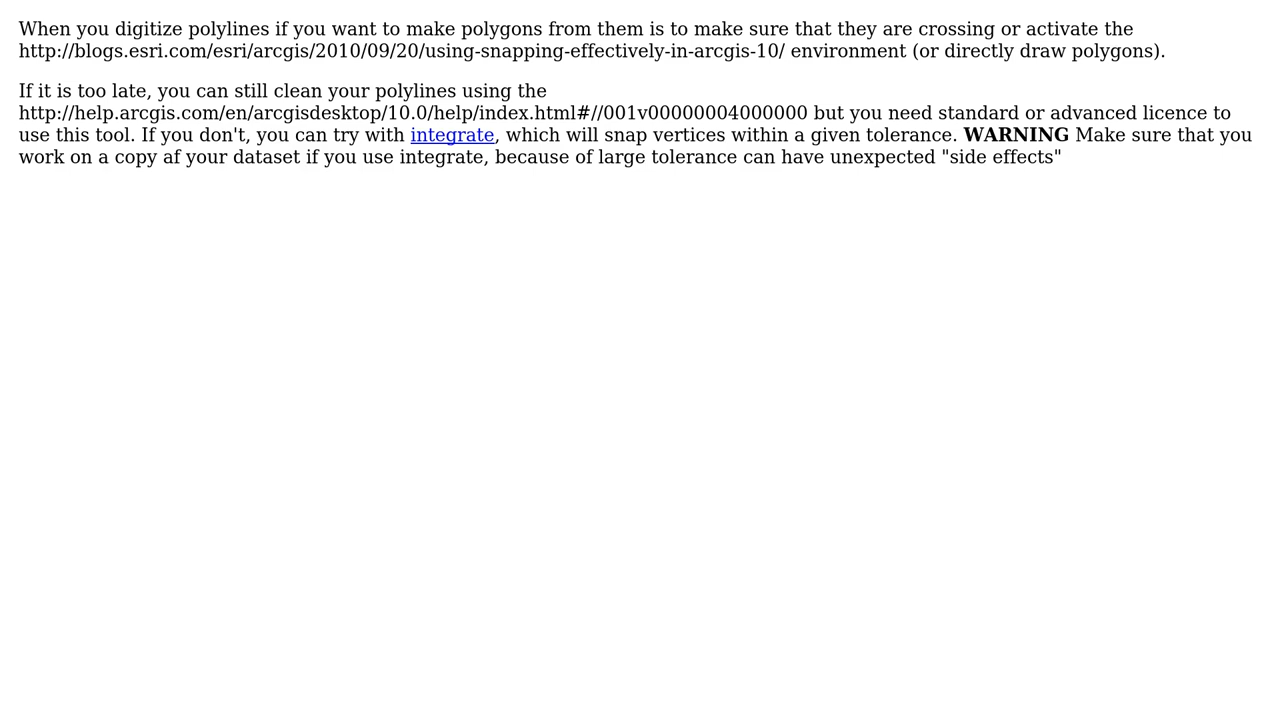 When you digitize polylines if you want to make polygons from them is to make sure that they are crossing or activate the
http://blogs.esri.com/esri/arcgis/2010/09/20/using-snapping-effectively-in-arcgis-10/ environment (or directly draw polygons).
If it is too late, you can still clean your polylines using the
http://help.arcgis.com/en/arcgisdesktop/10.0/help/index.html#//001v00000004000000 but you need standard or advanced licence to
use this tool. If you don't, you can try with integrate, which will snap vertices within a given tolerance. WARNING Make sure that you
work on a copy af your dataset if you use integrate, because of large tolerance can have unexpected "side effects"